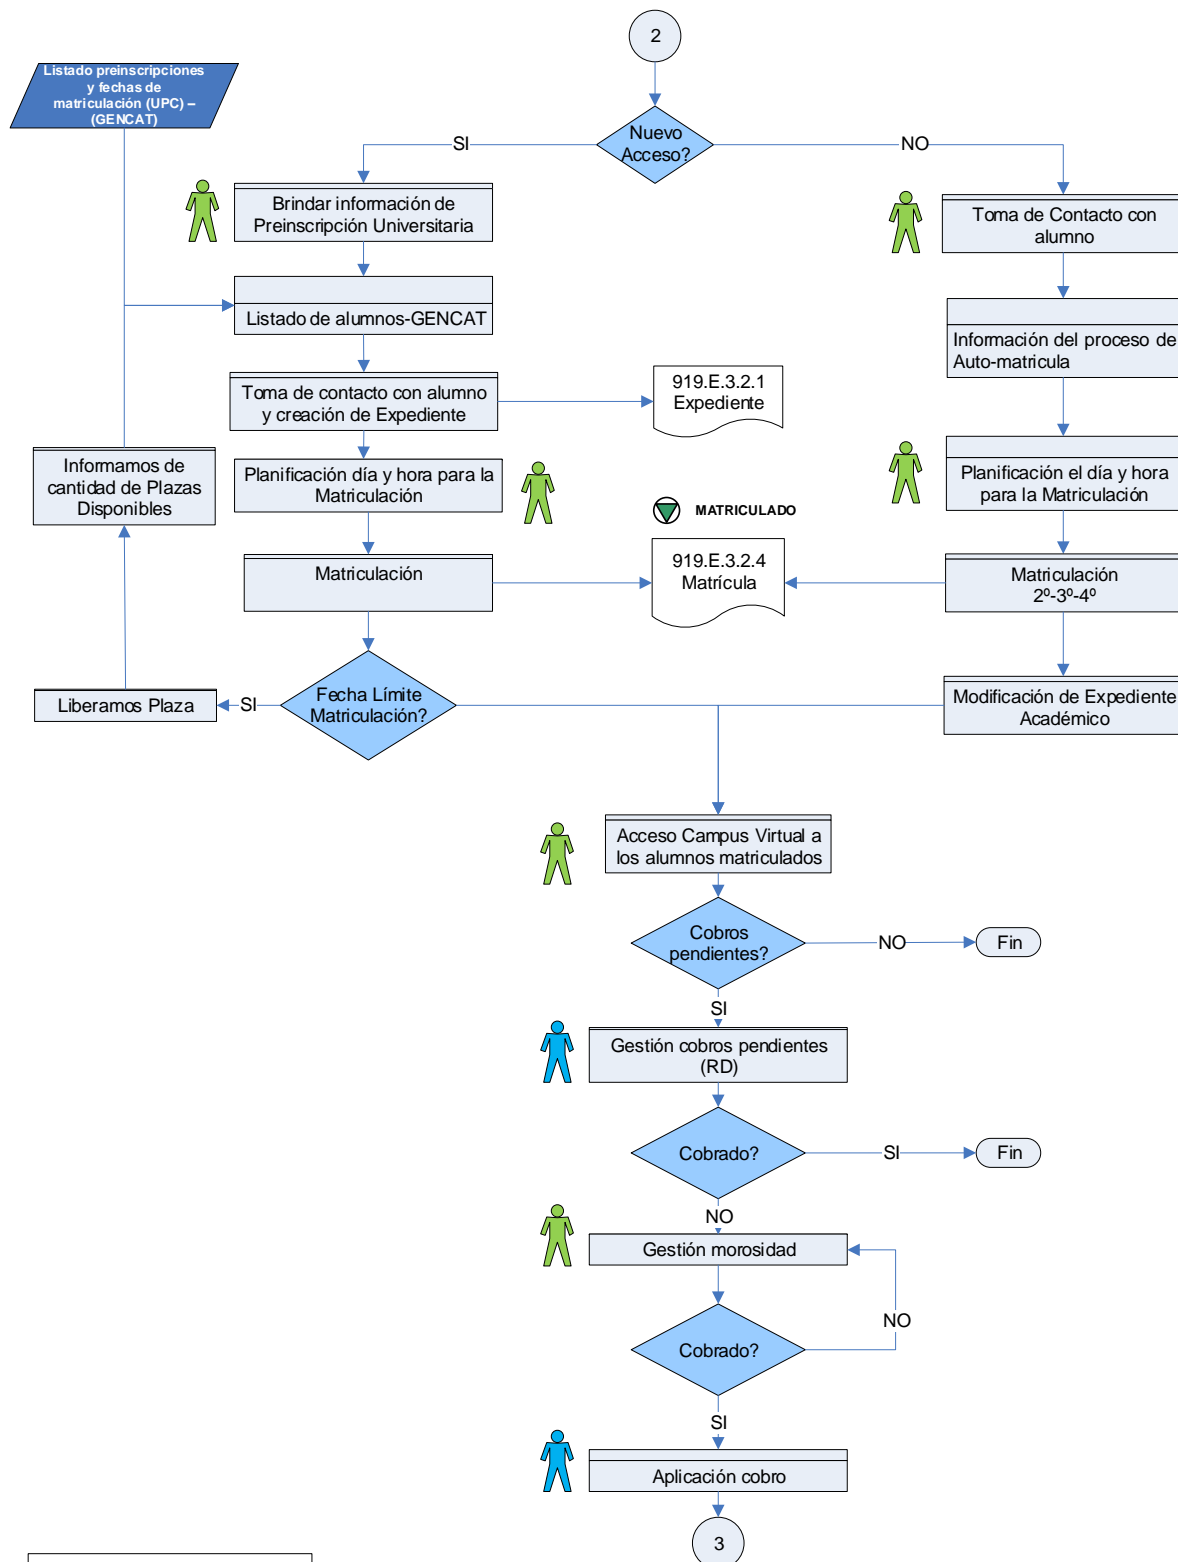 2
Listado preinscripciones
y fechas de
matriculación (UPC) –
(GENCAT)
Nuevo
Acceso?
SI
NO
Brindar información de
Preinscripción Universitaria
Toma de Contacto con
alumno
Listado de alumnos-GENCAT
Información del proceso de
Auto-matricula
Toma de contacto con alumno
y creación de Expediente
919.E.3.2.1
Expediente
Informamos de
cantidad de Plazas
Disponibles
Planificación día y hora para la
Matriculación
Planificación el día y hora
para la Matriculación
MATRICULADO
Matriculación
919.E.3.2.4
Matrícula
Matriculación
2º-3º-4º
Liberamos Plaza
SI
Fecha Límite
Matriculación?
Modificación de Expediente
Académico
Acceso Campus Virtual a
los alumnos matriculados
Cobros
pendientes?
NO
Fin
SI
Gestión cobros pendientes
(RD)
Cobrado?
SI
Fin
NO
Gestión morosidad
NO
Cobrado?
SI
Aplicación cobro
3